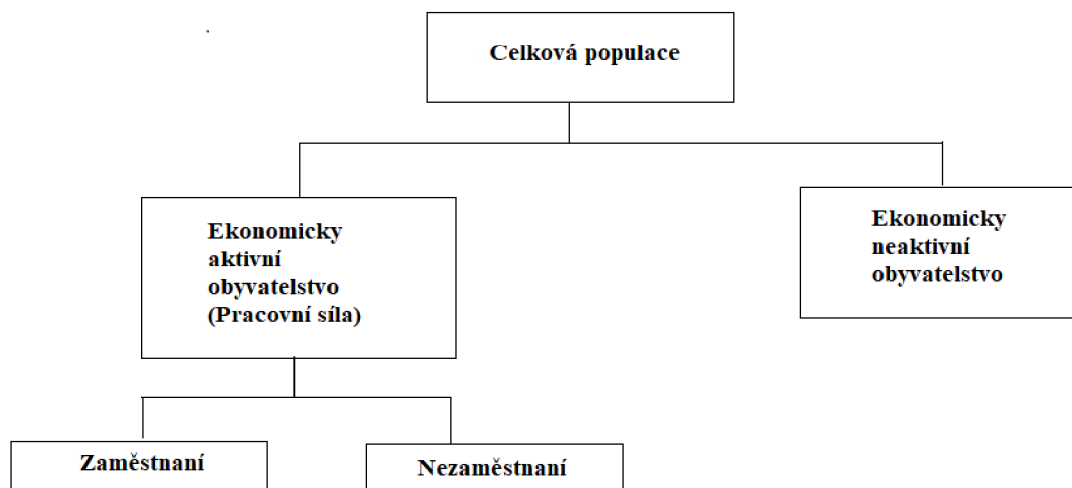 Celková populace
Ekonomicky
aktivní
obyvatelstvo
(Pracovní síla)
Ekonomicky
neaktivní
obyvatelstvo
Zaměstnaní
Nezaměstnaní